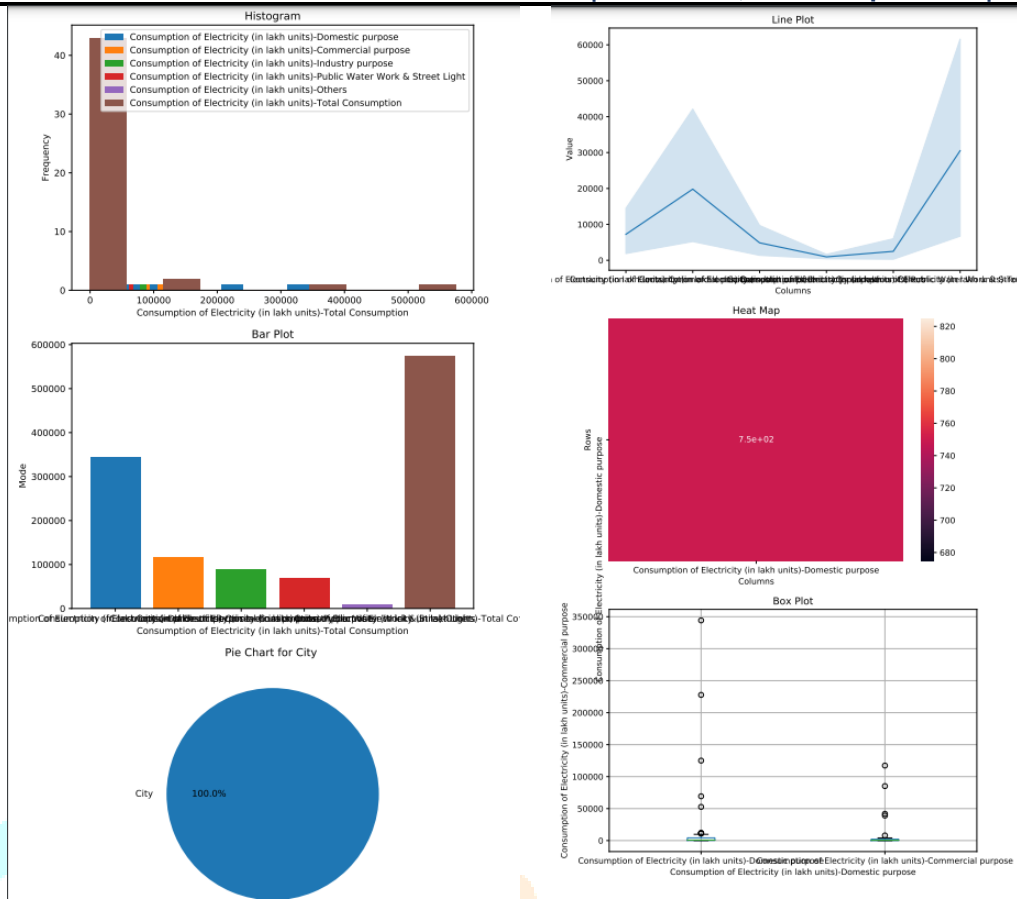 Histogram
Consumption of Electricity (in lakh units)-Domestic purpose
Consumption of Electricity (in lakh units)-Commercial purpose
Consumption of Electricity (in lakh units)-Industry purpose
Consumption of Electricity (in lakh units)-Public Water Work & Street Light
Consumption of Electricity (in lakh units)-Others
Consumption of Electricity (in lakh units)-Total Consumption
Frequency
40
30
20
10
0
0 100000 200000 300000 400000 500000 600000
Consumption of Electricity (in lakh units)-Total Consumption
Bar Plot
Mode
600000
500000
400000
300000
200000
100000
0
Consumption of Electricity (in lakh units)-Total Consumption
Pie Chart for City
City
100.0%
Line Plot
Value
60000
50000
40000
30000
20000
10000
0
Columns
Heat Map
Rows
7.5e+02
820
800
780
760
740
720
700
680
Consumption of Electricity (in lakh units)-Domestic purpose
Columns
Consumption of Electricity (in lakh units)-Domestic purpose
Box Plot
Consumption of Electricity (in lakh units)-Commercial purpose
350000
300000
250000
200000
150000
100000
50000
0
Consumption of Electricity (in lakh units)-Domestic purpose
Consumption of Electricity (in lakh units)-Commercial purpose
Consumption of Electricity (in lakh units)-Domestic purpose